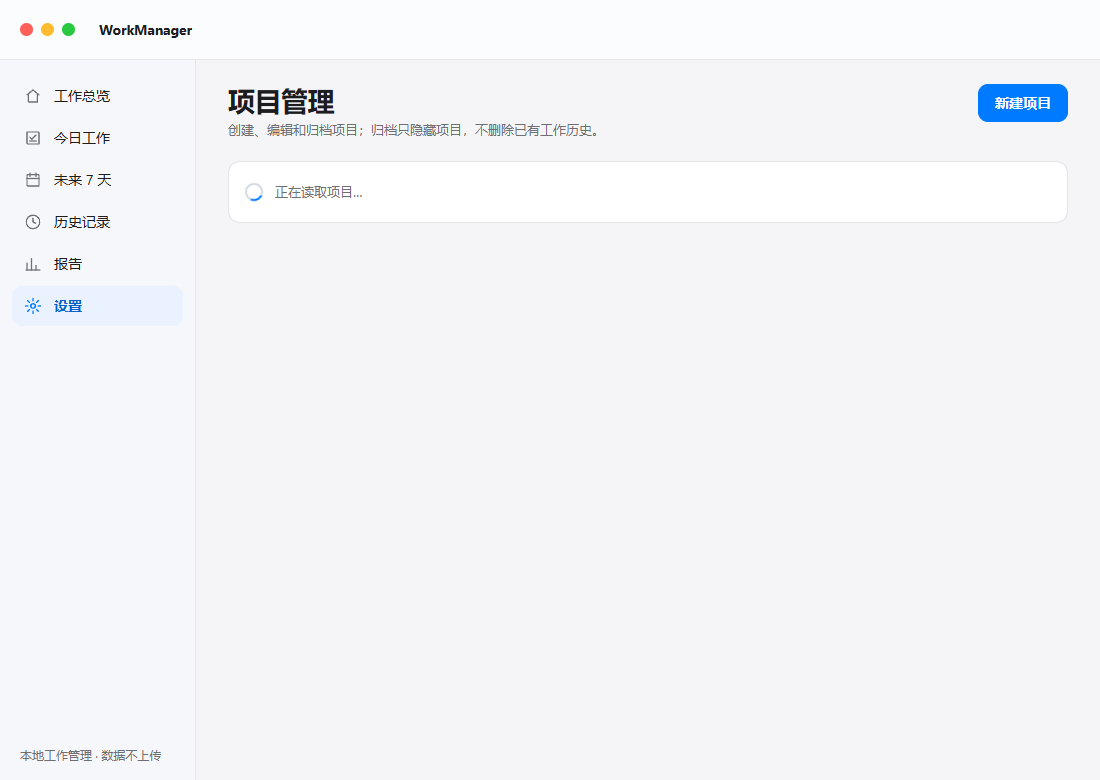 WorkManager
工作总览
今日工作
未来 7 天
历史记录
报告
设置
本地工作管理 · 数据不上传
项目管理
创建、编辑和归档项目；归档只隐藏项目，不删除已有工作历史。
新建项目
正在读取项目...